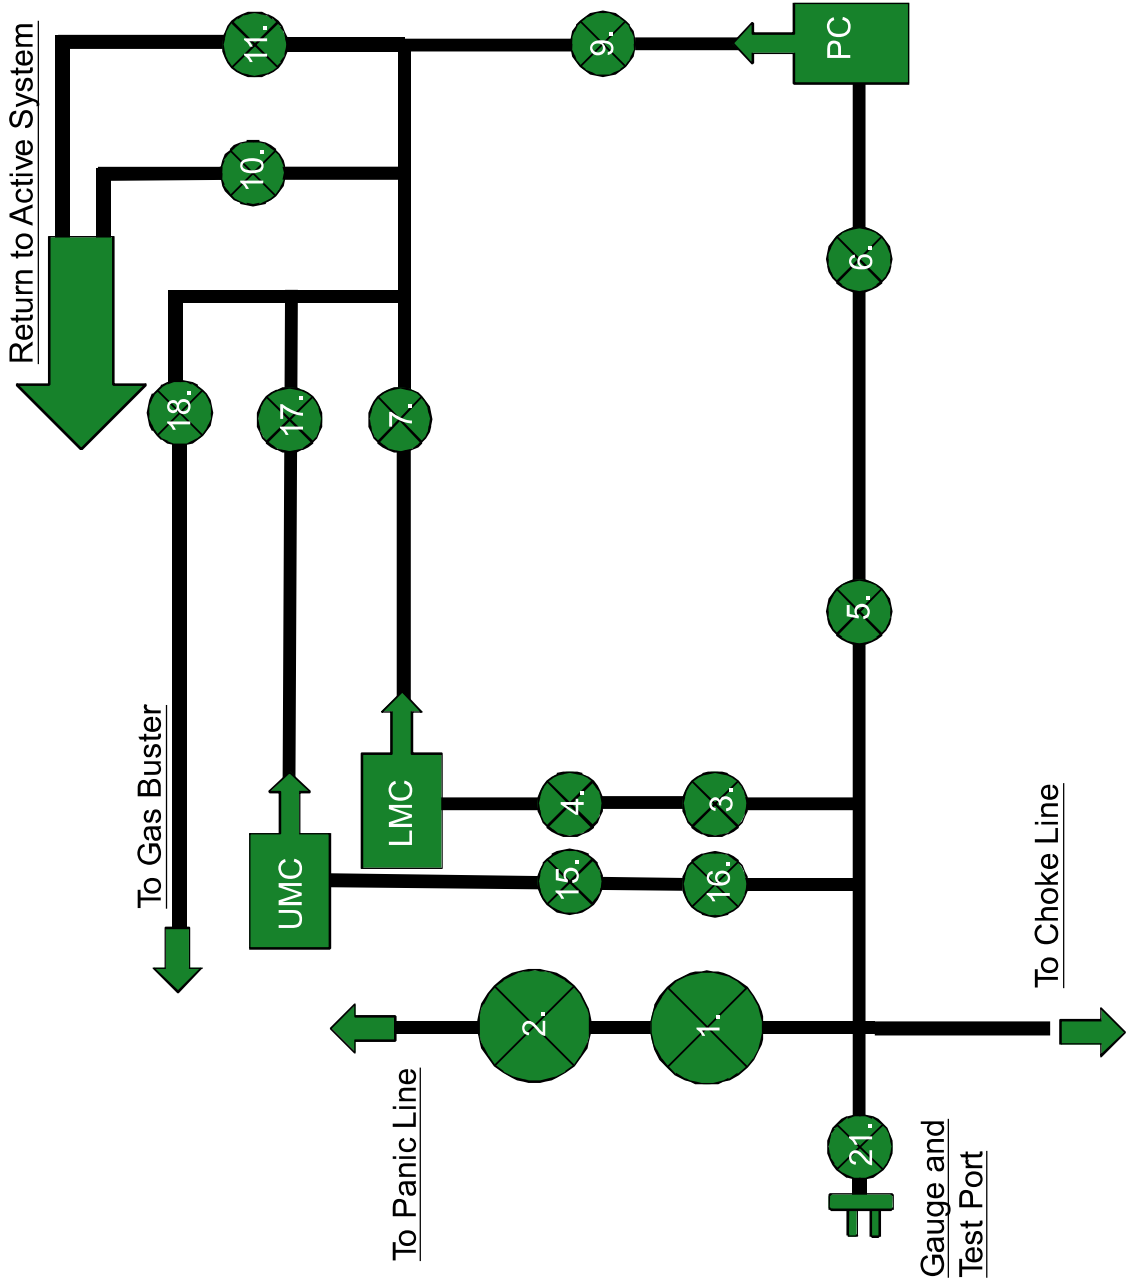 Return to Active System
To Gas Buster
18.
10.
11.
UMC
17.
To Panic Line
LMC
7.
2.
15.
4.
9.
1.
16.
3.
PC
21.
5.
6.
Gauge and
Test Port
To Choke Line